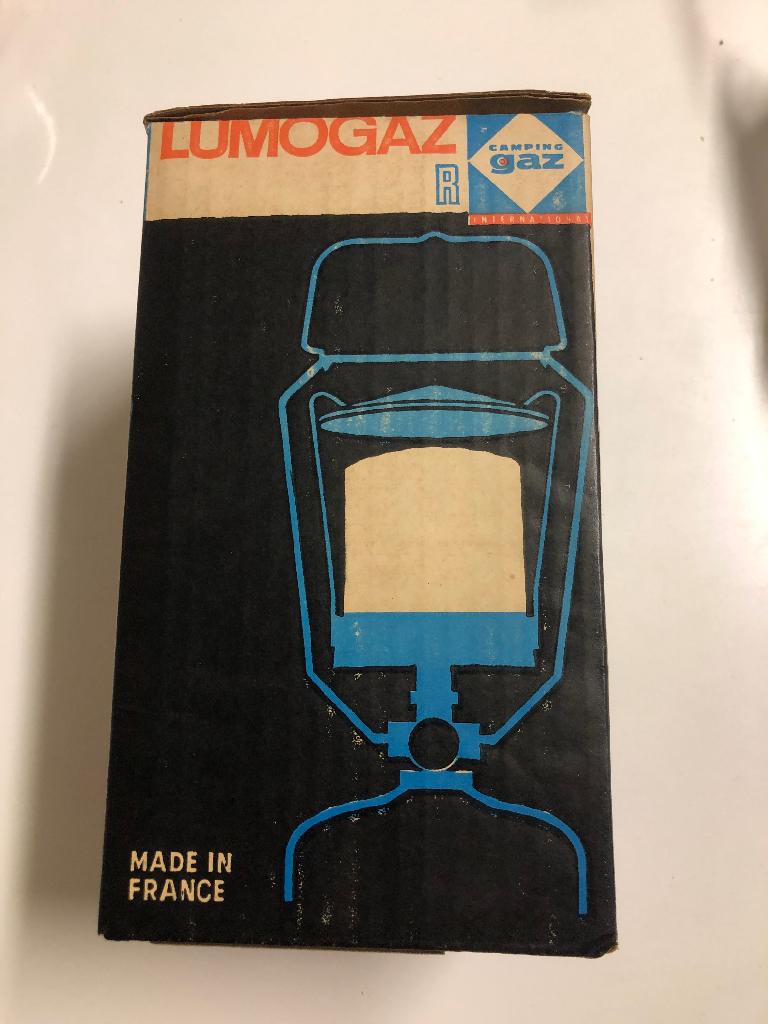 LUMOGAZ
R
CAMPING
gaz
INTERNATIONAL
MADE IN
FRANCE